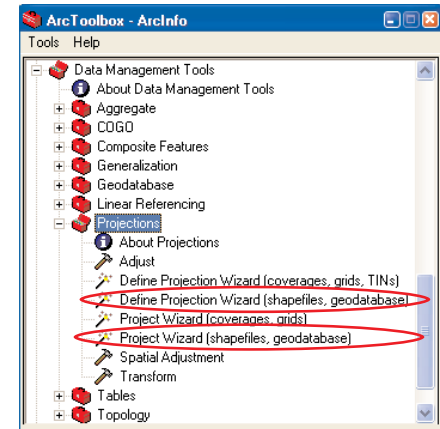 ArcToolbox - ArcInfo
Tools Help
Data Management Tools
About Data Management Tools
Aggregate
COGO
Composite Features
Generalization
Geodatabase
Linear Referencing
Projections
About Projections
Adjust
Define Projection Wizard (coverages, grids, TINs)
Define Projection Wizard (shapefiles, geodatabase)
Project Wizard (coverages, grids)
Project Wizard (shapefiles, geodatabase)
Spatial Adjustment
Transform
Tables
Topology